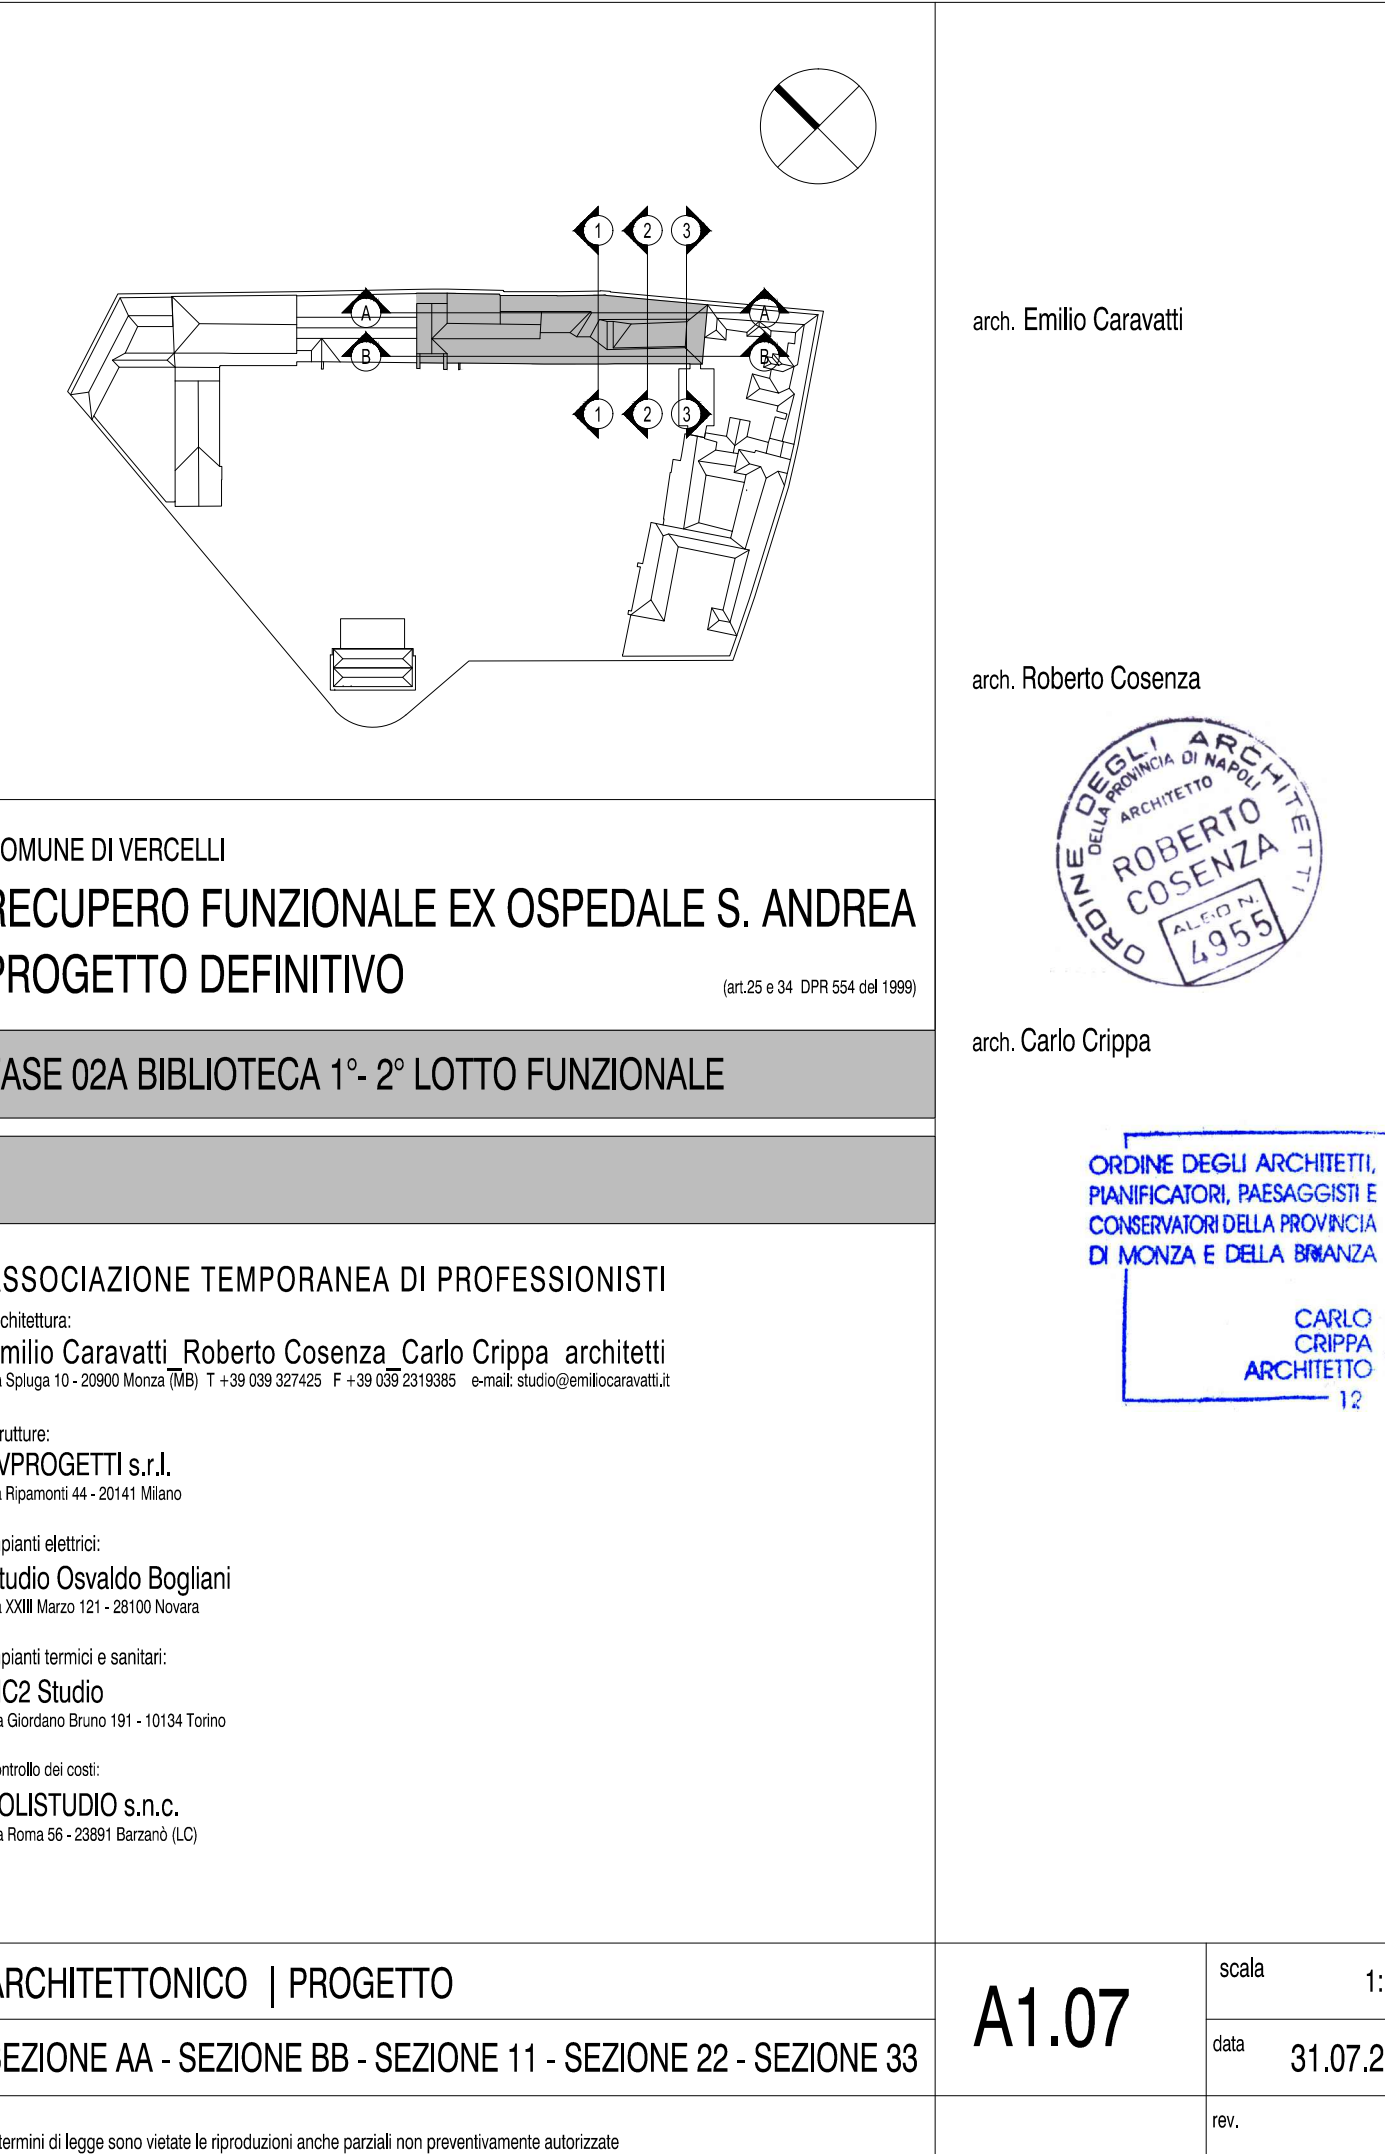 1 2 3
A A
B B
1 2 3
arch. Emilio Caravatti
arch. Roberto Cosenza
ORDINE DEGLI ARCHITETTI
DELLA PROVINCIA DI NAPOLI
ARCHITETTO
ROBERTO
COSENZA
ALBO N.
4955
arch. Carlo Crippa
ORDINE DEGLI ARCHITETTI,
PIANIFICATORI, PAESAGGISTI E
CONSERVATORI DELLA PROVINCIA
DI MONZA E DELLA BRIANZA
CARLO
CRIPPA
ARCHITETTO
12
OMUNE DI VERCELLI
RECUPERO FUNZIONALE EX OSPEDALE S. ANDREA
PROGETTO DEFINITIVO
(art.25 e 34 DPR 554 del 1999)
ASE 02A BIBLIOTECA 1°- 2° LOTTO FUNZIONALE
ASSOCIAZIONE TEMPORANEA DI PROFESSIONISTI
chitettura:
milio Caravatti_Roberto Cosenza_Carlo Crippa architetti
a Spluga 10 - 20900 Monza (MB) T +39 039 327425 F +39 039 2319385 e-mail: studio@emiliocaravatti.it
rutture:
VPROGETTI s.r.l.
a Ripamonti 44 - 20141 Milano
pianti elettrici:
tudio Osvaldo Bogliani
a XXIII Marzo 121 - 28100 Novara
pianti termici e sanitari:
C2 Studio
a Giordano Bruno 191 - 10134 Torino
ontrollo dei costi:
OLISTUDIO s.n.c.
a Roma 56 - 23891 Barzanò (LC)
ARCHITETTONICO | PROGETTO
SEZIONE AA - SEZIONE BB - SEZIONE 11 - SEZIONE 22 - SEZIONE 33
A1.07
scala 1:
data 31.07.2
rev.
termini di legge sono vietate le riproduzioni anche parziali non preventivamente autorizzate